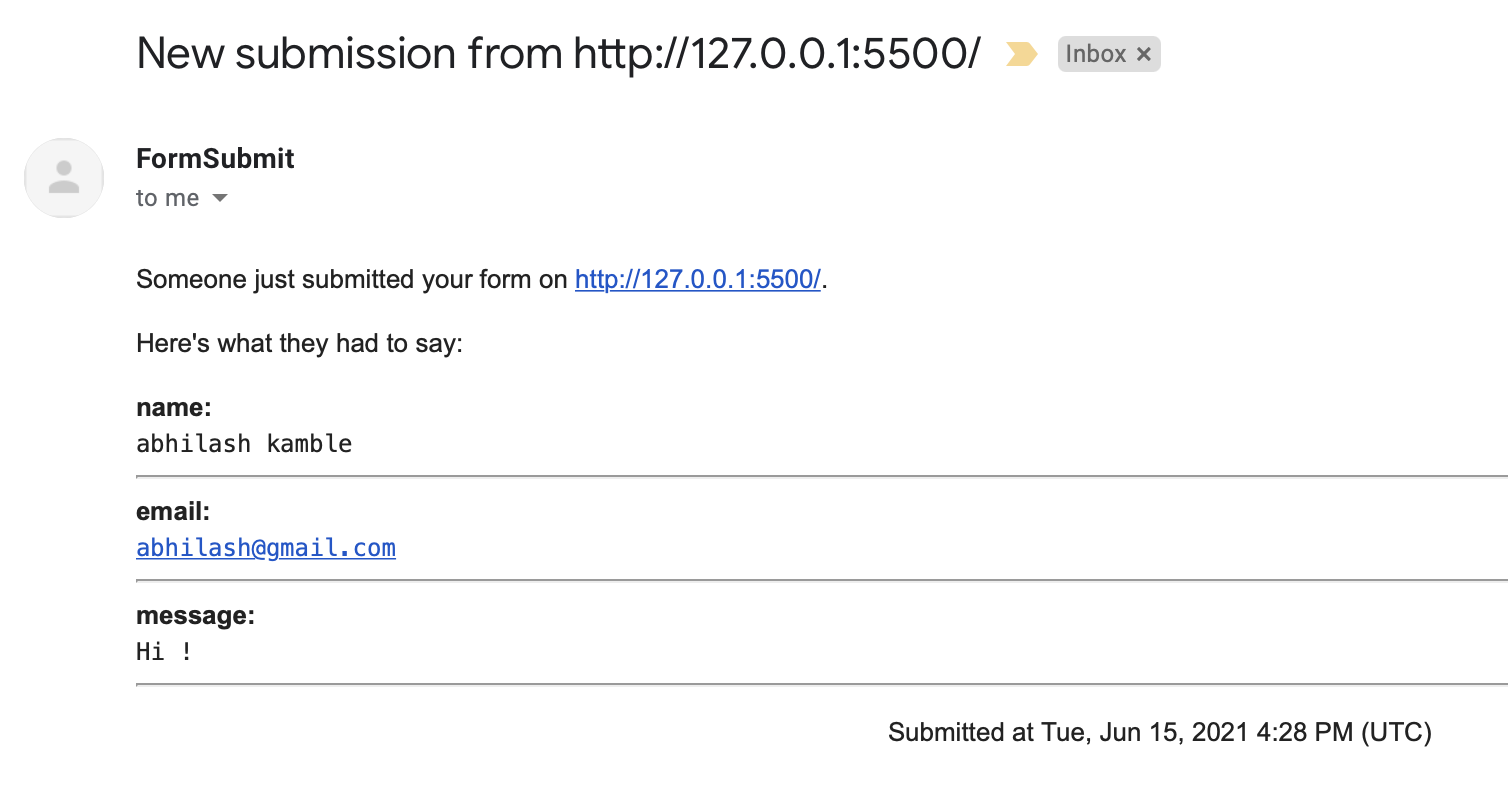 New submission from http://127.0.0.1:5500/ Inbox ×
FormSubmit
to me
Someone just submitted your form on http://127.0.0.1:5500/.
Here's what they had to say:
name:
abhilash kamble
email:
abhilash@gmail.com
message:
Hi !
Submitted at Tue, Jun 15, 2021 4:28 PM (UTC)